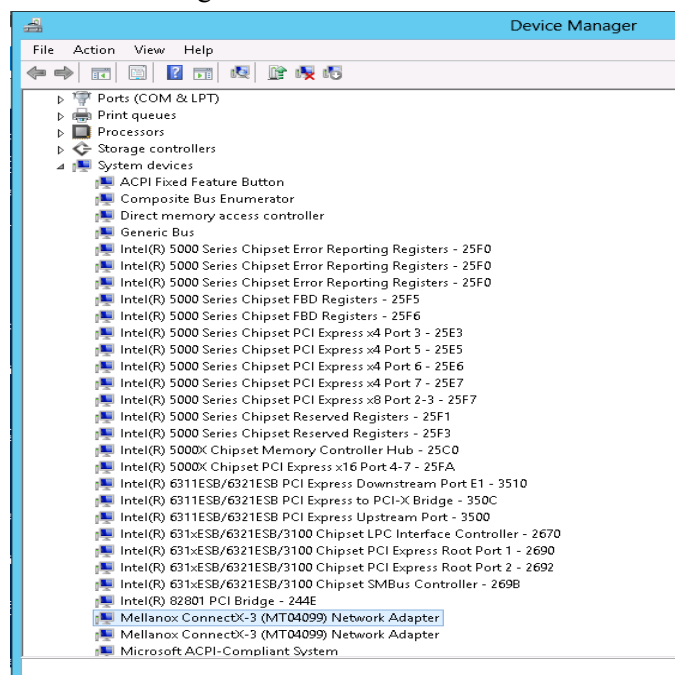 Device Manager
File Action View Help
Ports (COM & LPT)
Print queues
Processors
Storage controllers
System devices
ACPI Fixed Feature Button
Composite Bus Enumerator
Direct memory access controller
Generic Bus
Intel(R) 5000 Series Chipset Error Reporting Registers - 25F0
Intel(R) 5000 Series Chipset Error Reporting Registers - 25F0
Intel(R) 5000 Series Chipset Error Reporting Registers - 25F0
Intel(R) 5000 Series Chipset FBD Registers - 25F5
Intel(R) 5000 Series Chipset FBD Registers - 25F6
Intel(R) 5000 Series Chipset PCI Express x4 Port 3 - 25E3
Intel(R) 5000 Series Chipset PCI Express x4 Port 5 - 25E5
Intel(R) 5000 Series Chipset PCI Express x4 Port 6 - 25E6
Intel(R) 5000 Series Chipset PCI Express x4 Port 7 - 25E7
Intel(R) 5000 Series Chipset PCI Express x8 Port 2-3 - 25F7
Intel(R) 5000 Series Chipset Reserved Registers - 25F1
Intel(R) 5000 Series Chipset Reserved Registers - 25F3
Intel(R) 5000X Chipset Memory Controller Hub - 25C0
Intel(R) 5000X Chipset PCI Express x16 Port 4-7 - 25FA
Intel(R) 6311ESB/6321ESB PCI Express Downstream Port E1 - 3510
Intel(R) 6311ESB/6321ESB PCI Express to PCI-X Bridge - 350C
Intel(R) 6311ESB/6321ESB PCI Express Upstream Port - 3500
Intel(R) 631xESB/6321ESB/3100 Chipset LPC Interface Controller - 2670
Intel(R) 631xESB/6321ESB/3100 Chipset PCI Express Root Port 1 - 2690
Intel(R) 631xESB/6321ESB/3100 Chipset PCI Express Root Port 2 - 2692
Intel(R) 631xESB/6321ESB/3100 Chipset SMBus Controller - 269B
Intel(R) 82801 PCI Bridge - 244E
Mellanox ConnectX-3 (MT04099) Network Adapter
Mellanox ConnectX-3 (MT04099) Network Adapter
Microsoft ACPI-Compliant System